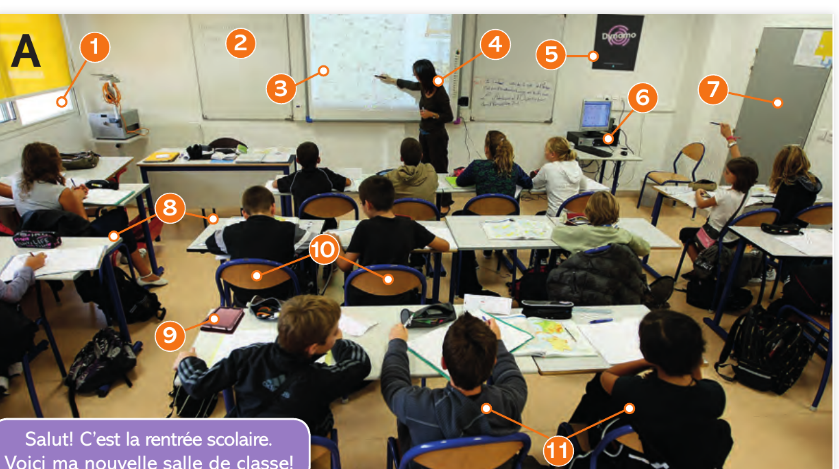 A
1
2
3
4
5
Dynamo
6
7
8
9
10
11
Salut! C'est la rentrée scolaire.
Voici ma nouvelle salle de classe!